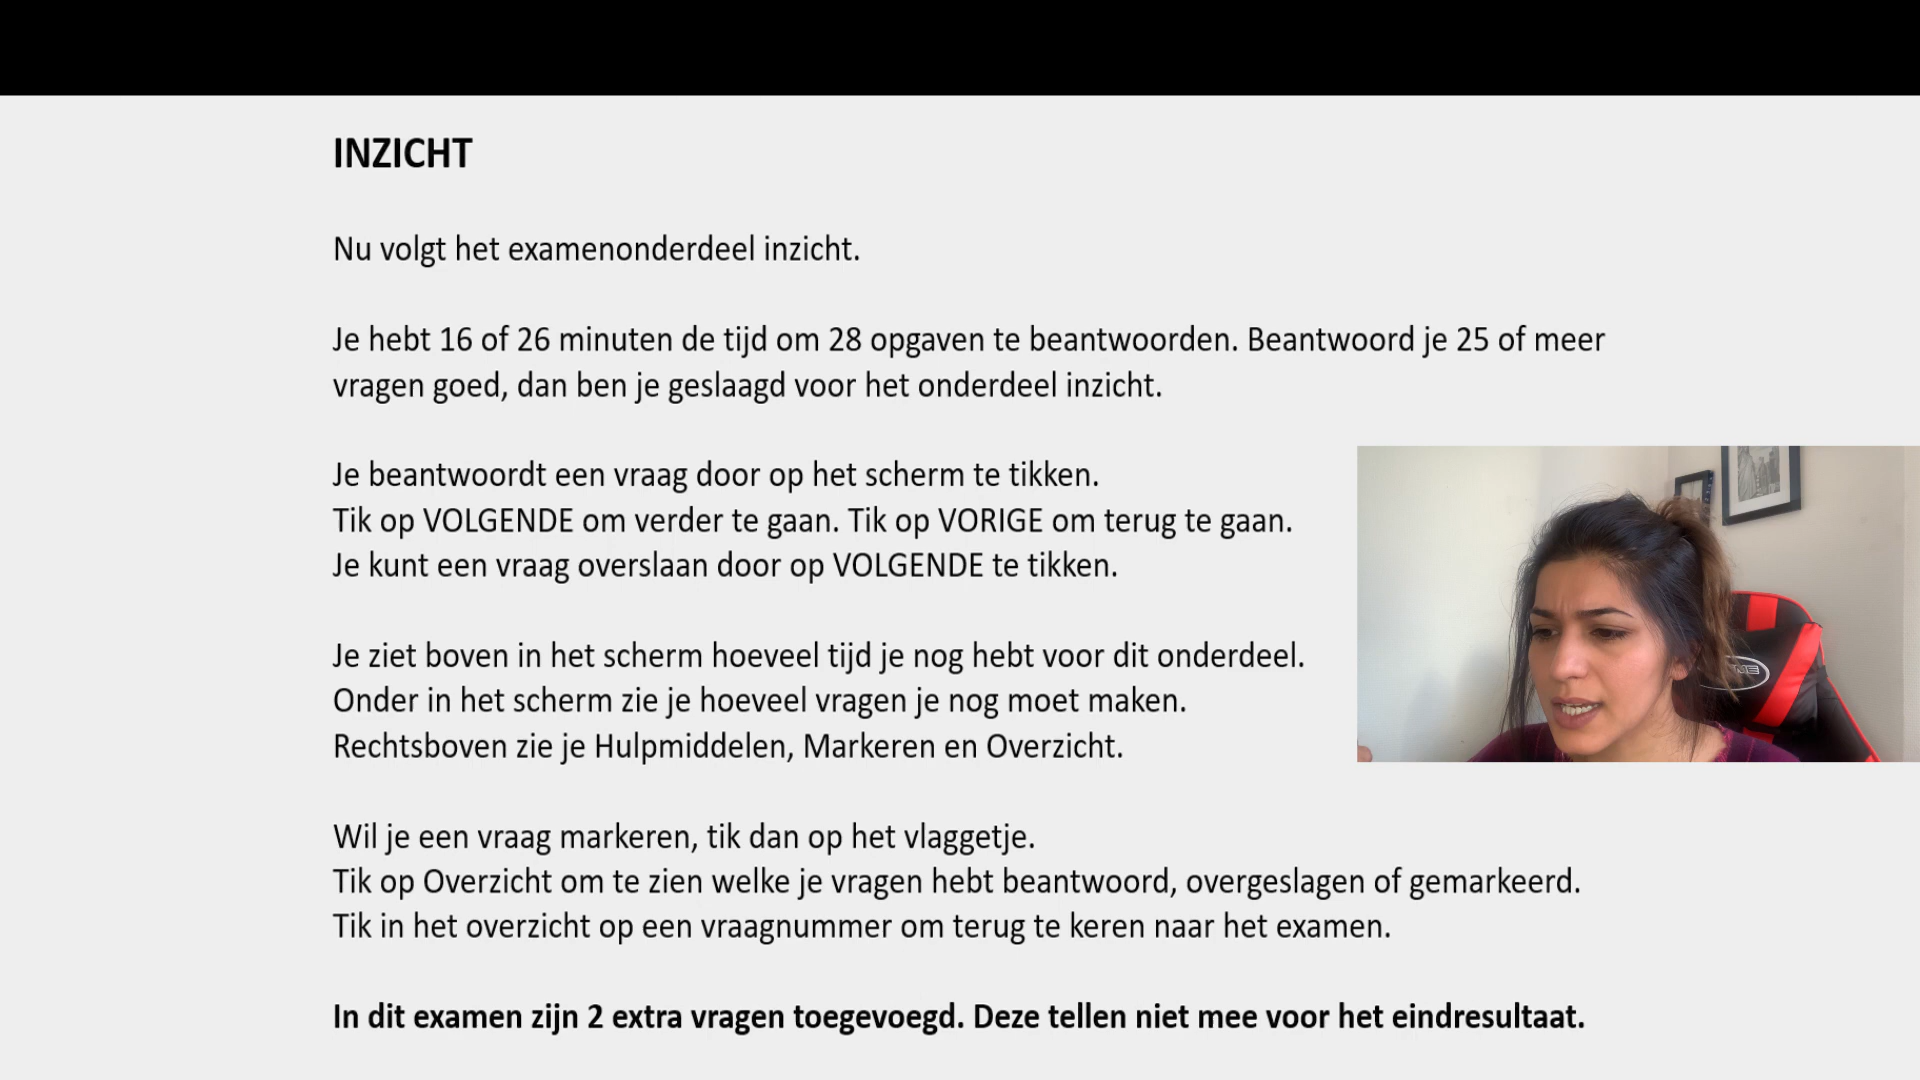 INZICHT
Nu volgt het examenonderdeel inzicht.
Je hebt 16 of 26 minuten de tijd om 28 opgaven te beantwoorden. Beantwoord je 25 of meer
vragen goed, dan ben je geslaagd voor het onderdeel inzicht.
Je beantwoordt een vraag door op het scherm te tikken.
Tik op VOLGENDE om verder te gaan. Tik op VORIGE om terug te gaan.
Je kunt een vraag overslaan door op VOLGENDE te tikken.
Je ziet boven in het scherm hoeveel tijd je nog hebt voor dit onderdeel.
Onder in het scherm zie je hoeveel vragen je nog moet maken.
Rechtsboven zie je Hulpmiddelen, Markeren en Overzicht.
Wil je een vraag markeren, tik dan op het vlaggetje.
Tik op Overzicht om te zien welke je vragen hebt beantwoord, overgeslagen of gemarkeerd.
Tik in het overzicht op een vraagnummer om terug te keren naar het examen.
In dit examen zijn 2 extra vragen toegevoegd. Deze tellen niet mee voor het eindresultaat.